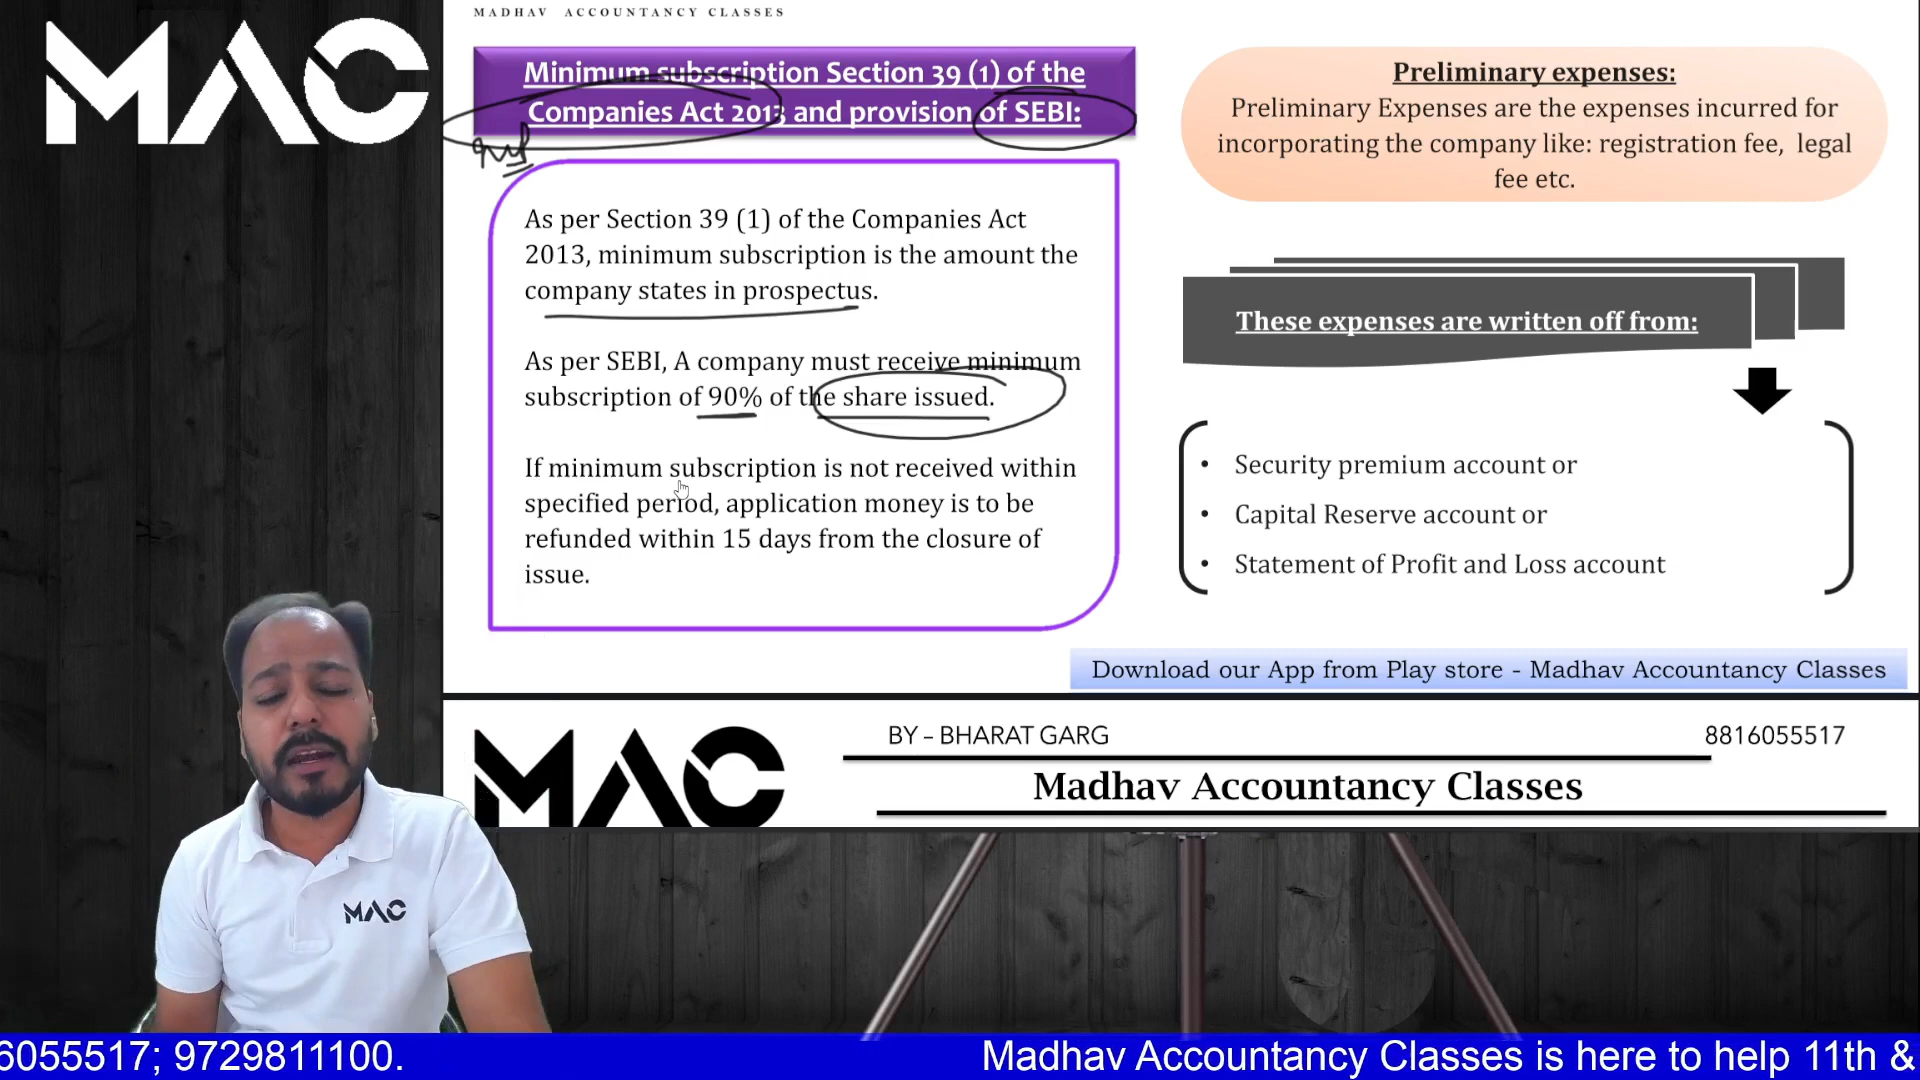 MAC
MADHAV ACCOUNTANCY CLASSES
Minimum subscription Section 39 (1) of the
Companies Act 2013 and provision of SEBI:
As per Section 39 (1) of the Companies Act
2013, minimum subscription is the amount the
company states in prospectus.
As per SEBI, A company must receive minimum
subscription of 90% of the share issued.
If minimum subscription is not received within
specified period, application money is to be
refunded within 15 days from the closure of
issue.
Preliminary expenses:
Preliminary Expenses are the expenses incurred for
incorporating the company like: registration fee, legal
fee etc.
These expenses are written off from:
• Security premium account or
• Capital Reserve account or
• Statement of Profit and Loss account
Download our App from Play store - Madhav Accountancy Classes
MAC
BY – BHARAT GARG
8816055517
Madhav Accountancy Classes
MAC
6055517; 9729811100. Madhav Accountancy Classes is here to help 11th &